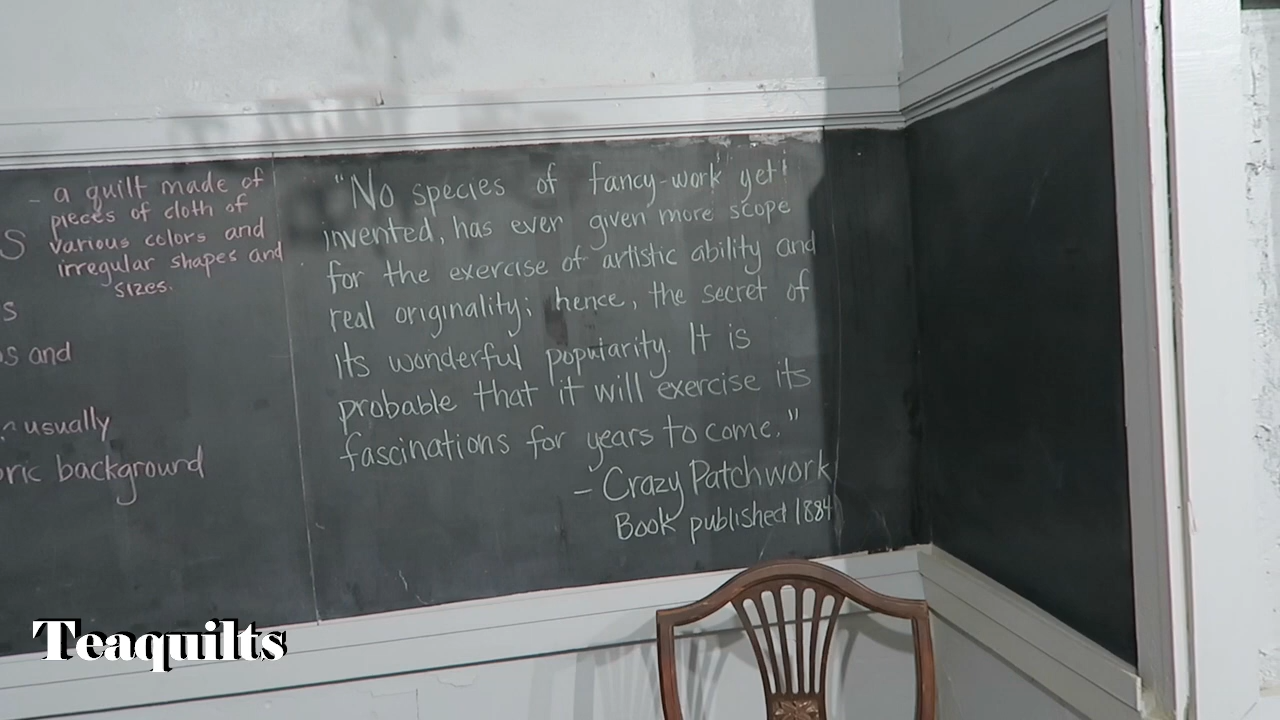 - a quilt made of
pieces of cloth of
S various colors and
irregular shapes and
sizes.
s
s and
usually
ric background
"No species of fancy-work yet
invented, has ever given more scope
for the exercise of artistic ability and
real originality; hence, the secret of
its wonderful popularity. It is
probable that it will exercise its
fascinations for years to come."
- Crazy Patchwork
Book published 1884
Teaquilts